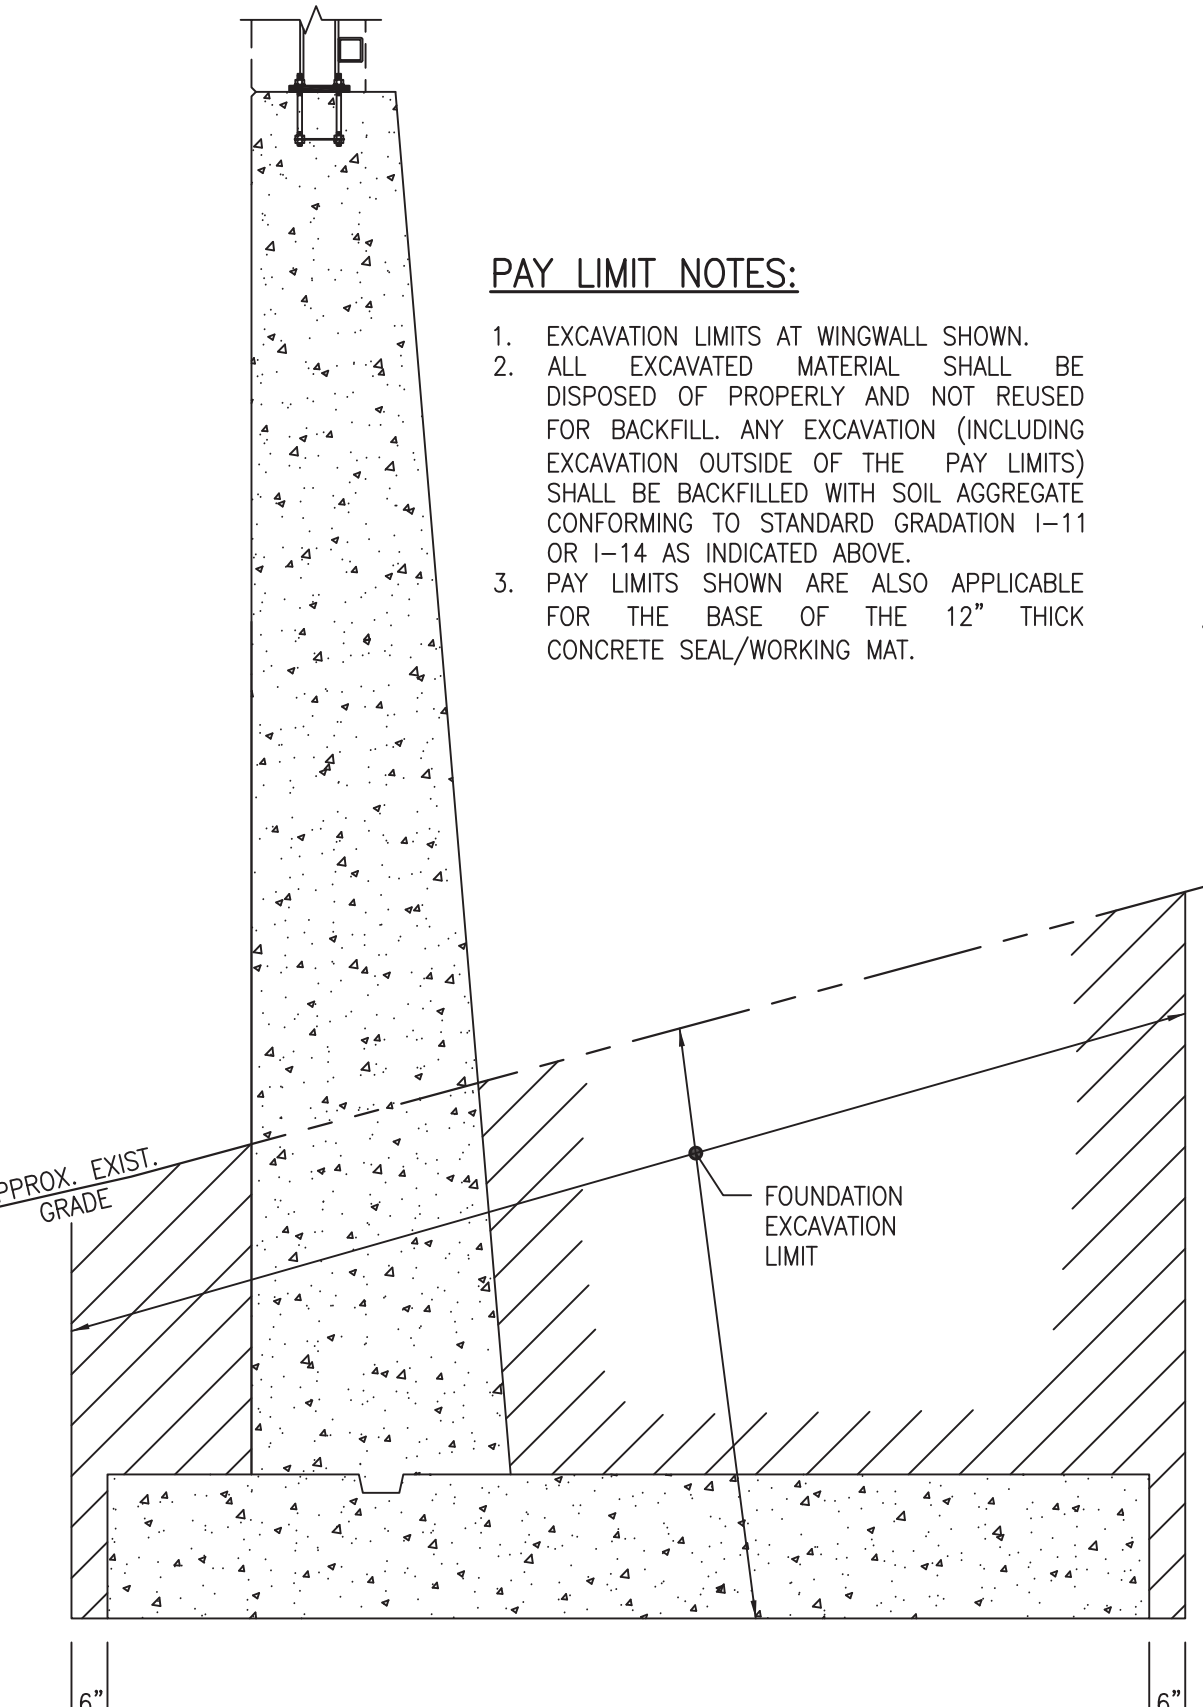 PAY LIMIT NOTES:
1. EXCAVATION LIMITS AT WINGWALL SHOWN.
2. ALL EXCAVATED MATERIAL SHALL BE
DISPOSED OF PROPERLY AND NOT REUSED
FOR BACKFILL. ANY EXCAVATION (INCLUDING
EXCAVATION OUTSIDE OF THE PAY LIMITS)
SHALL BE BACKFILLED WITH SOIL AGGREGATE
CONFORMING TO STANDARD GRADATION I-11
OR I-14 AS INDICATED ABOVE.
3. PAY LIMITS SHOWN ARE ALSO APPLICABLE
FOR THE BASE OF THE 12" THICK
CONCRETE SEAL/WORKING MAT.
PPROX. EXIST.
GRADE
FOUNDATION
EXCAVATION
LIMIT
6"
6"